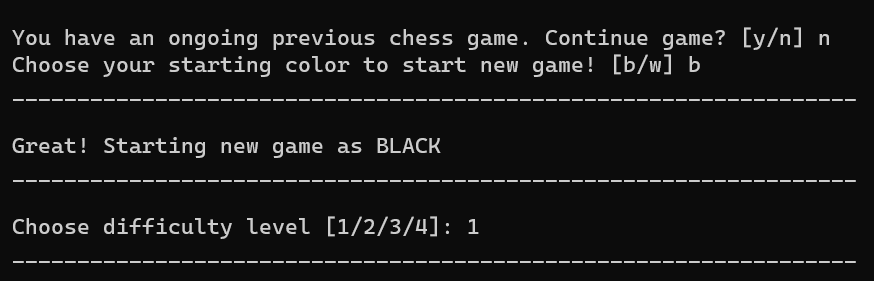 You have an ongoing previous chess game. Continue game? [y/n] n
Choose your starting color to start new game! [b/w] b
-----------------------------------------------------------------
Great! Starting new game as BLACK
-----------------------------------------------------------------
Choose difficulty level [1/2/3/4]: 1
-----------------------------------------------------------------